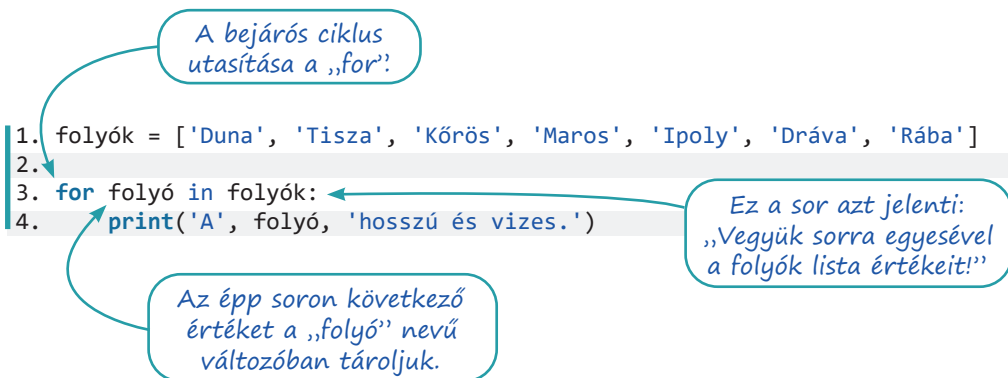 A bejárós ciklus
utasítása a „for”.
1. folyók = ['Duna', 'Tisza', 'Kőrös', 'Maros', 'Ipoly', 'Dráva', 'Rába']
2.
3. for folyó in folyók:
4.     print('A', folyó, 'hosszú és vizes.')
Ez a sor azt jelenti:
„Vegyük sorra egyesével
a folyók lista értékeit!”
Az épp soron következő
értéket a „folyó” nevű
változóban tároljuk.